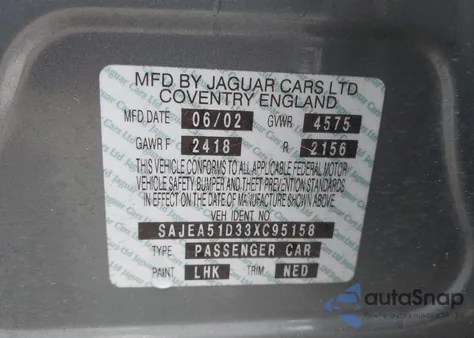 MFD BY JAGUAR CARS LTD
COVENTRY ENGLAND
MFD DATE 06/02 GVWR 4575
GAWR F 2418 R 2156
THIS VEHICLE CONFORMS TO ALL APPLICABLE FEDERAL MOTOR
VEHICLE SAFETY, BUMPER AND THEFT PREVENTION STANDARDS
IN EFFECT ON THE DATE OF MANUFACTURE SHOWN ABOVE.
VEH IDENT NO.
SAJEA51D33XC95158
TYPE PASSENGER CAR
PAINT LHK TRIM NED
autoSnap